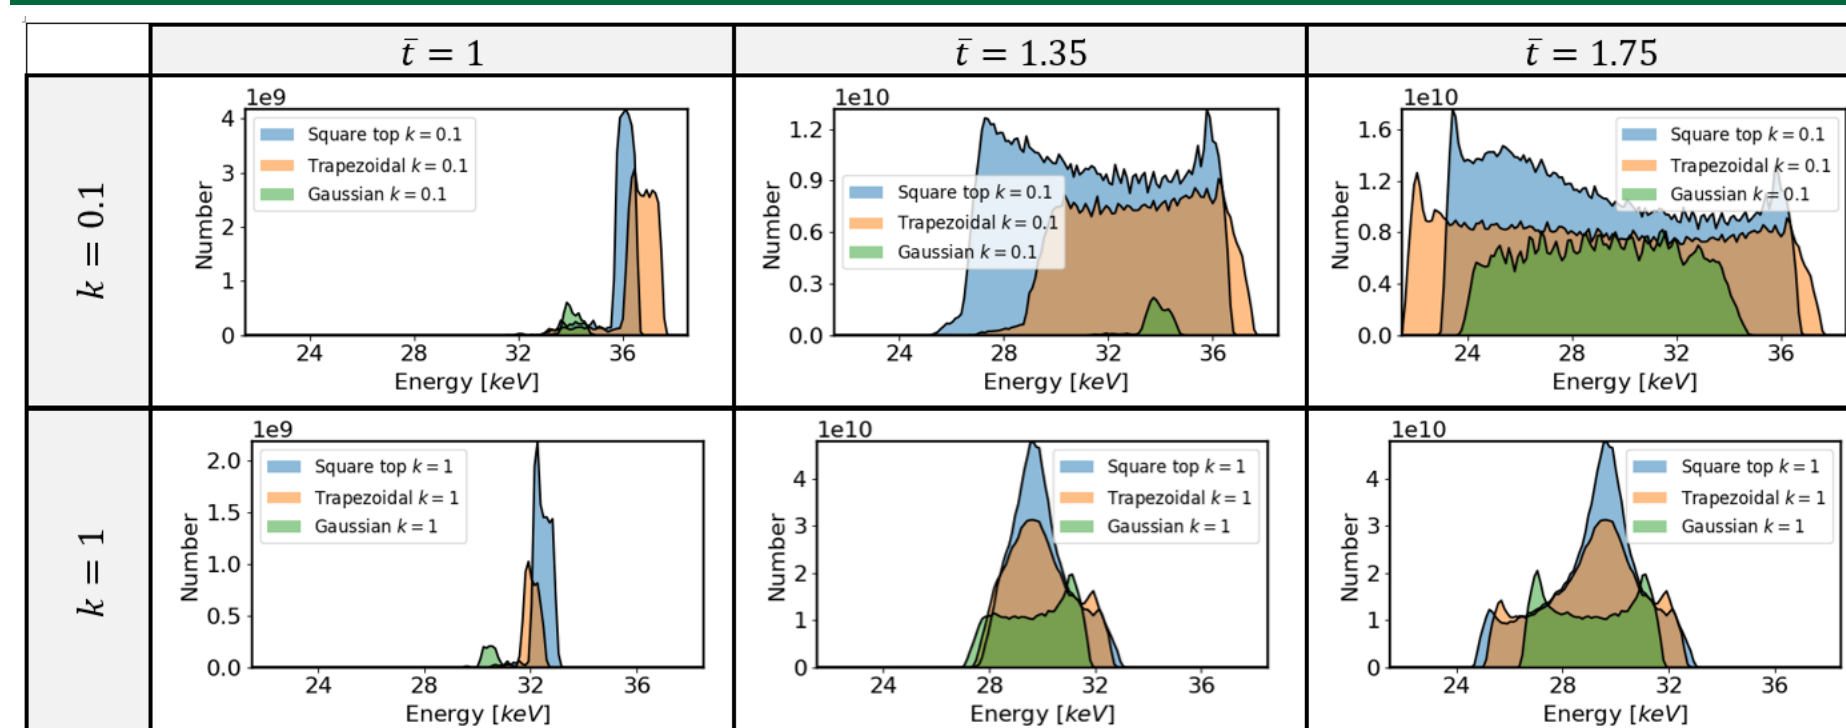 t̄ = 1
t̄ = 1.35
t̄ = 1.75
k = 0.1
1e9
4
3
2
1
0
Number
Square top k = 0.1
Trapezoidal k = 0.1
Gaussian k = 0.1
24 28 32 36
Energy [keV]
1e10
1.2
0.9
0.6
0.3
0.0
Number
Square top k = 0.1
Trapezoidal k = 0.1
Gaussian k = 0.1
24 28 32 36
Energy [keV]
1e10
1.6
1.2
0.8
0.4
0.0
Number
Square top k = 0.1
Trapezoidal k = 0.1
Gaussian k = 0.1
24 28 32 36
Energy [keV]
k = 1
1e9
2.0
1.5
1.0
0.5
0.0
Number
Square top k = 1
Trapezoidal k = 1
Gaussian k = 1
24 28 32 36
Energy [keV]
1e10
4
3
2
1
0
Number
Square top k = 1
Trapezoidal k = 1
Gaussian k = 1
24 28 32 36
Energy [keV]
1e10
4
3
2
1
0
Number
Square top k = 1
Trapezoidal k = 1
Gaussian k = 1
24 28 32 36
Energy [keV]